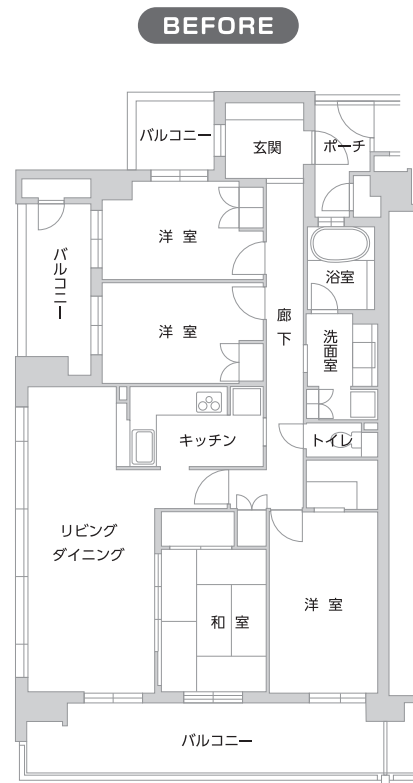 BEFORE
バルコニー
玄関
ポーチ
洋室
バルコニー
浴室
洋室
廊下
洗面室
キッチン
トイレ
リビング
ダイニング
洋室
和室
バルコニー